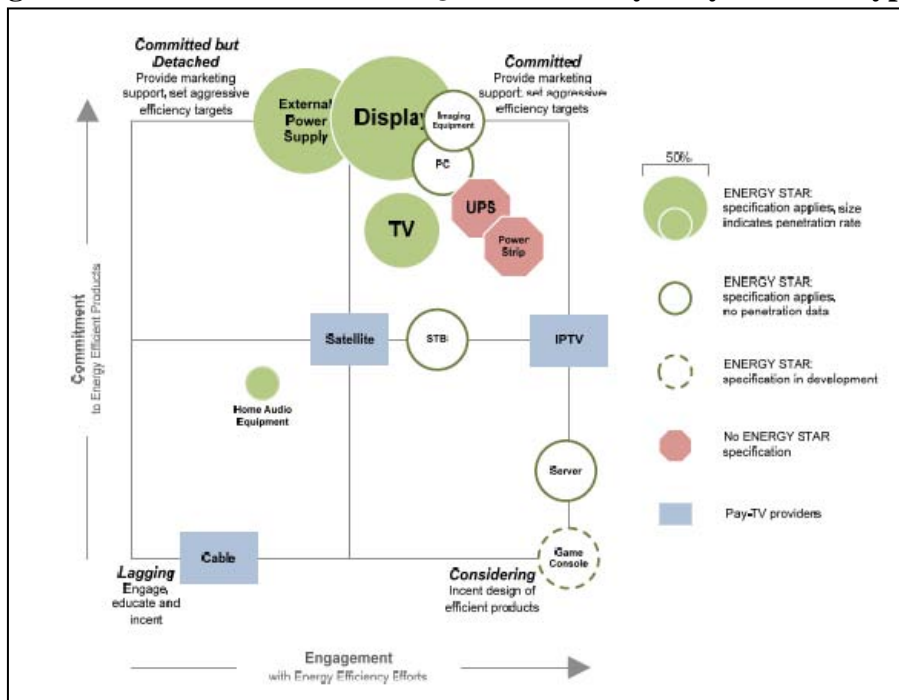 Committed but
Detached
Provide marketing
support, set aggressive
efficiency targets
Committed
Provide marketing
support, set aggressive
efficiency targets
External
Power
Supply
Display
Imaging
Equipment
PC
UPS
Power
Strip
TV
Satellite
STB
IPTV
Home Audio
Equipment
Server
Cable
Game
Console
Lagging
Engage,
educate and
incent
Considering
Incent design of
efficient products
Commitment
to Energy Efficient Products
Engagement
with Energy Efficiency Efforts
50%
ENERGY STAR
specification applies, size
indicates penetration rate
ENERGY STAR
specification applies,
no penetration data
ENERGY STAR
specification in development
No ENERGY STAR
specification
Pay-TV providers